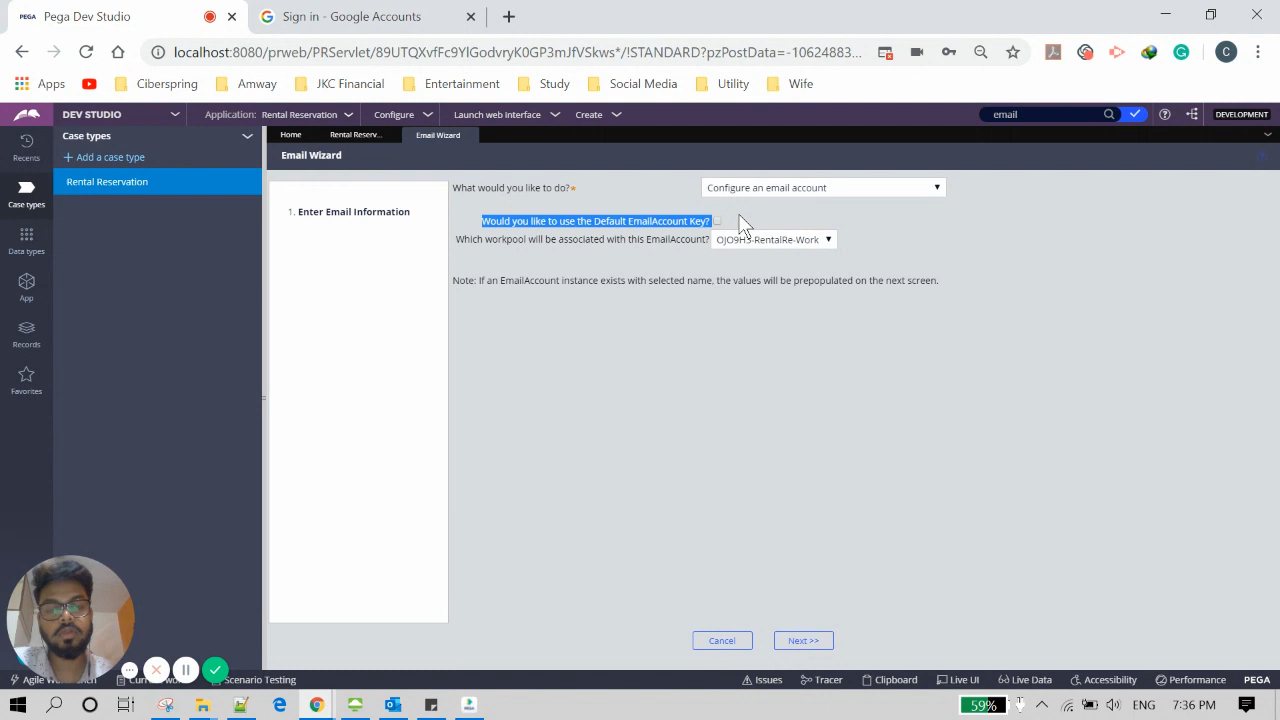 PEGA Pega Dev Studio
G Sign in - Google Accounts
localhost:8080/prweb/PRServlet/89UTQXvfFc9YlGodvryK0GP3mJfVSkws*/!STANDARD?pzPostData=-10624883...
C
Apps Ciberspring Amway JKC Financial Entertainment Study Social Media Utility Wife
DEV STUDIO Application: Rental Reservation Configure Launch web interface Create email DEVELOPMENT
Recents
Case types
Data types
App
Records
Favorites
Case types
+ Add a case type
Rental Reservation
Home Rental Reserv... Email Wizard
Email Wizard
1. Enter Email Information
What would you like to do?* Configure an email account
Would you like to use the Default EmailAccount Key?
Which workpool will be associated with this EmailAccount?
Note: If an EmailAccount instance exists with selected name, the values will be prepopulated on the next screen.
Cancel Next >>
Scenario Testing Issues Tracer Clipboard Live UI Live Data Accessibility Performance PEGA
59% 7:36 PM